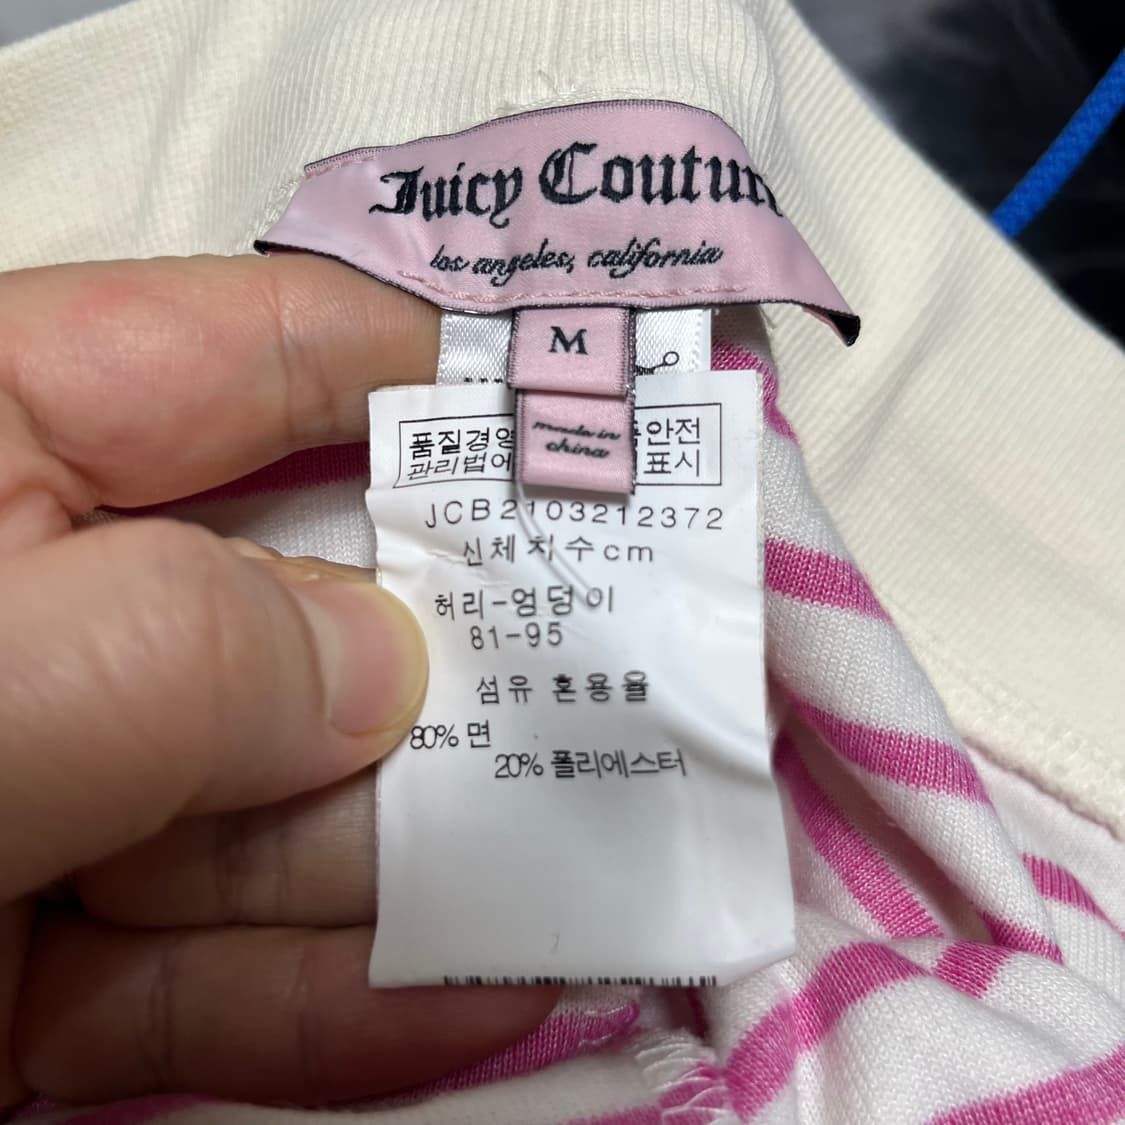 Juicy Couture
los angeles, california
M
made in
china
품질경영 안전
관리법에 표시
JCB2103212372
신체치수cm
허리-엉덩이
81-95
섬유 혼용율
80% 면
20% 폴리에스터